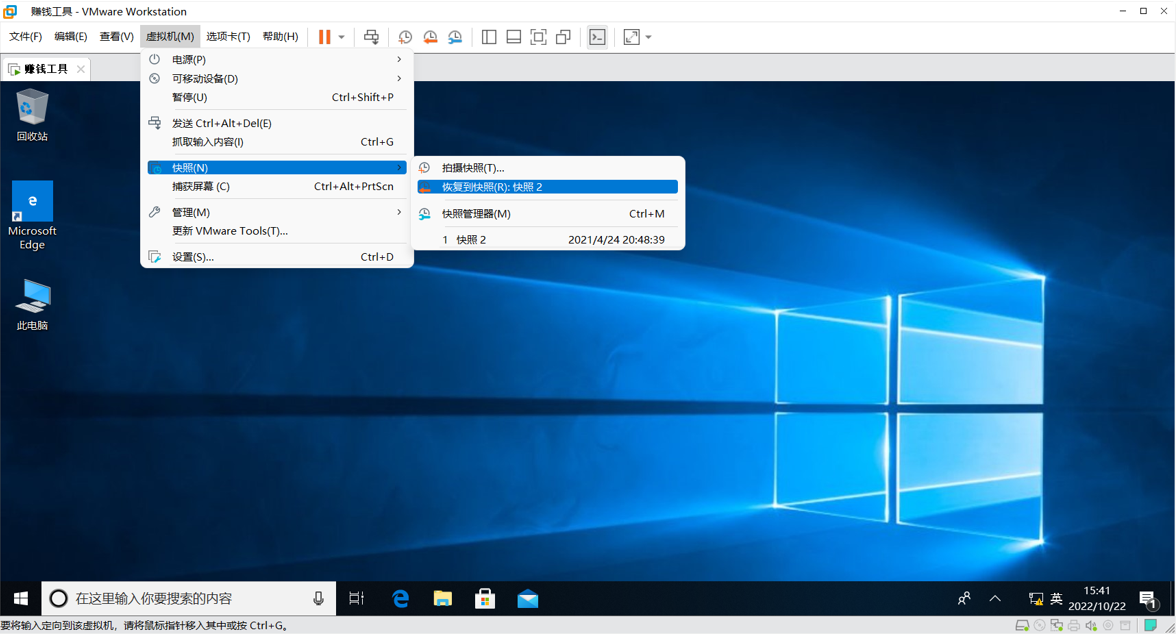 赚钱工具 - VMware Workstation
文件(F) 编辑(E) 查看(V) 虚拟机(M) 选项卡(T) 帮助(H)
赚钱工具
电源(P)
可移动设备(D)
暂停(U) Ctrl+Shift+P
发送 Ctrl+Alt+Del(E)
抓取输入内容(I) Ctrl+G
快照(N)
捕获屏幕 (C) Ctrl+Alt+PrtScn
管理(M)
更新 VMware Tools(T)...
设置(S)... Ctrl+D
拍摄快照(T)...
恢复到快照(R): 快照 2
快照管理器(M) Ctrl+M
1 快照 2 2021/4/24 20:48:39
回收站
Microsoft
Edge
此电脑
在这里输入你要搜索的内容
英
15:41
2022/10/22
1
要将输入定向到该虚拟机，请将鼠标指针移入其中或按 Ctrl+G。